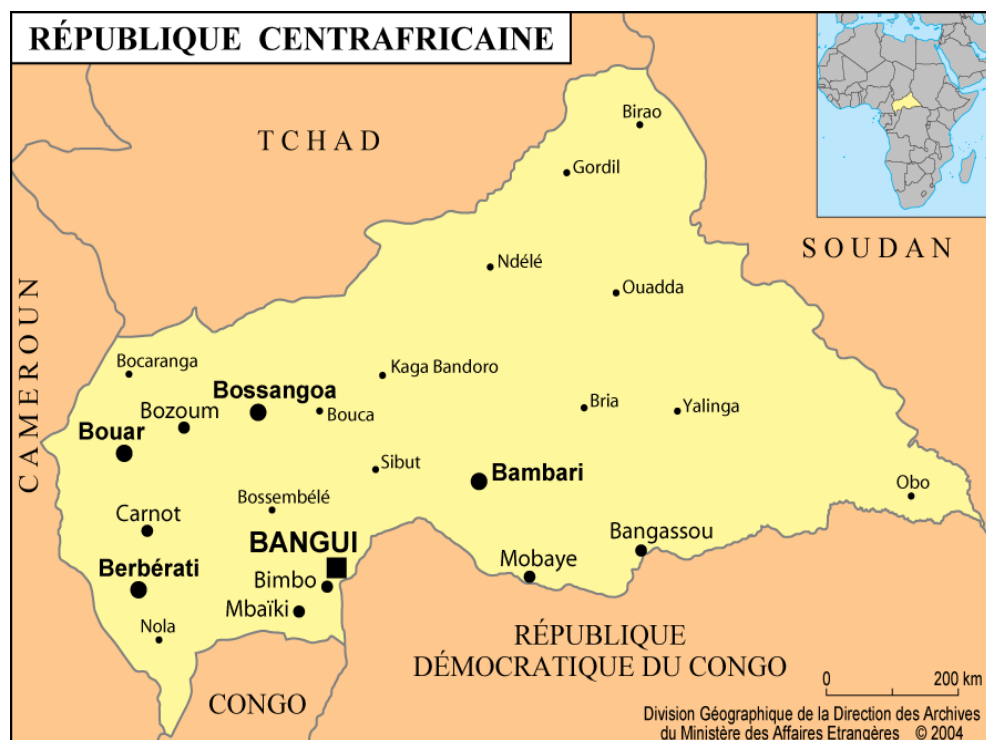 RÉPUBLIQUE CENTRAFRICAINE
TCHAD
Birao
Gordil
SOUDAN
Ndélé
Ouadda
CAMEROUN
Bocaranga
Kaga Bandoro
Bossangoa
Bria
Yalinga
Bozoum
Bouca
Bouar
Sibut
Bambari
Obo
Bossembélé
Carnot
Bangassou
BANGUI
Mobaye
Berbérati
Bimbo
Mbaïki
Nola
RÉPUBLIQUE
DÉMOCRATIQUE DU CONGO
CONGO
0 200 km
Division Géographique de la Direction des Archives
du Ministère des Affaires Etrangères © 2004